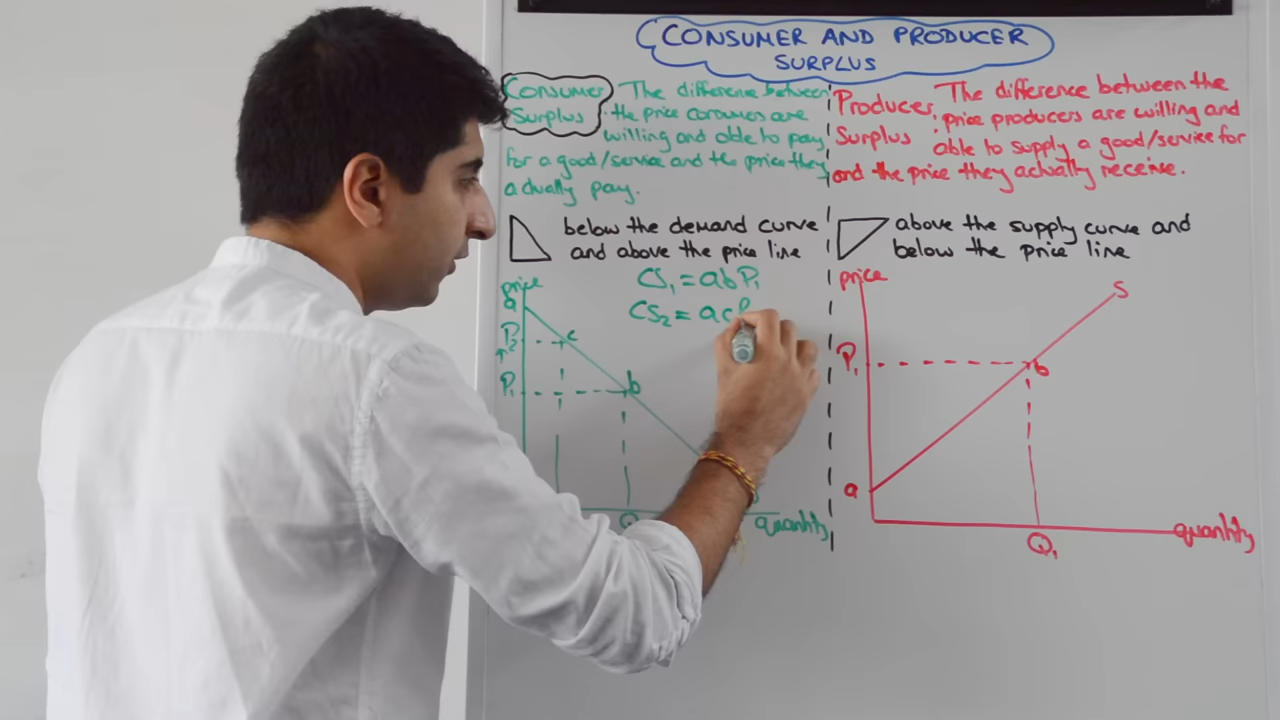 CONSUMER AND PRODUCER
SURPLUS
Consumer The difference between
Surplus : the price consumes are
willing and able to pay
for a good/service and the price they
actually pay.
below the demand curve
and above the price line
CS₁ = abP₁
CS₂ = acP
price
a
P₂
c
P₁
b
Q
quantity
Producer The difference between the
Surplus : price producers are willing and
able to supply a good/service for
and the price they actually receive.
above the supply curve and
below the price line
price
S
P₁
b
a
Q₁
quantity